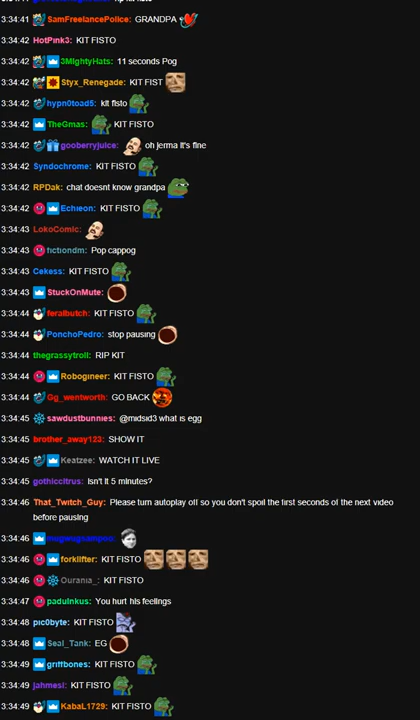 3:34:41 SamFreelancePolice: GRANDPA
3:34:42 HotPink3: KIT FISTO
3:34:42 3MightyHats: 11 seconds Pog
3:34:42 Styx_Renegade: KIT FIST
3:34:42 hypn0toad5: kit fisto
3:34:42 TheGmas: KIT FISTO
3:34:42 gooberryjuice: oh jerma it's fine
3:34:42 Syndochrome: KIT FISTO
3:34:42 RPDak: chat doesnt know grandpa
3:34:42 Echieon: KIT FISTO
3:34:43 LokoComic:
3:34:43 fictiondm: Pop cappog
3:34:43 Cekess: KIT FISTO
3:34:43 StuckOnMute:
3:34:44 feralbutch: KIT FISTO
3:34:44 PonchoPedro: stop pausing
3:34:44 thegrassytroll: RIP KIT
3:34:44 Robogineer: KIT FISTO
3:34:44 Gg_wentworth: GO BACK
3:34:45 sawdustbunnies: @midsid3 what is egg
3:34:45 brother_away123: SHOW IT
3:34:45 Keatzee: WATCH IT LIVE
3:34:45 gothiccitrus: Isn't it 5 minutes?
3:34:46 That_Twitch_Guy: Please turn autoplay off so you don't spoil the first seconds of the next video
before pausing
3:34:46 mugwugsampoo:
3:34:46 forklifter: KIT FISTO
3:34:46 Ourania_: KIT FISTO
3:34:47 paduinkus: You hurt his feelings
3:34:48 pic0byte: KIT FISTO
3:34:48 Seal_Tank: EG
3:34:49 griffbones: KIT FISTO
3:34:49 jahmesi: KIT FISTO
3:34:49 KabaL1729: KIT FISTO